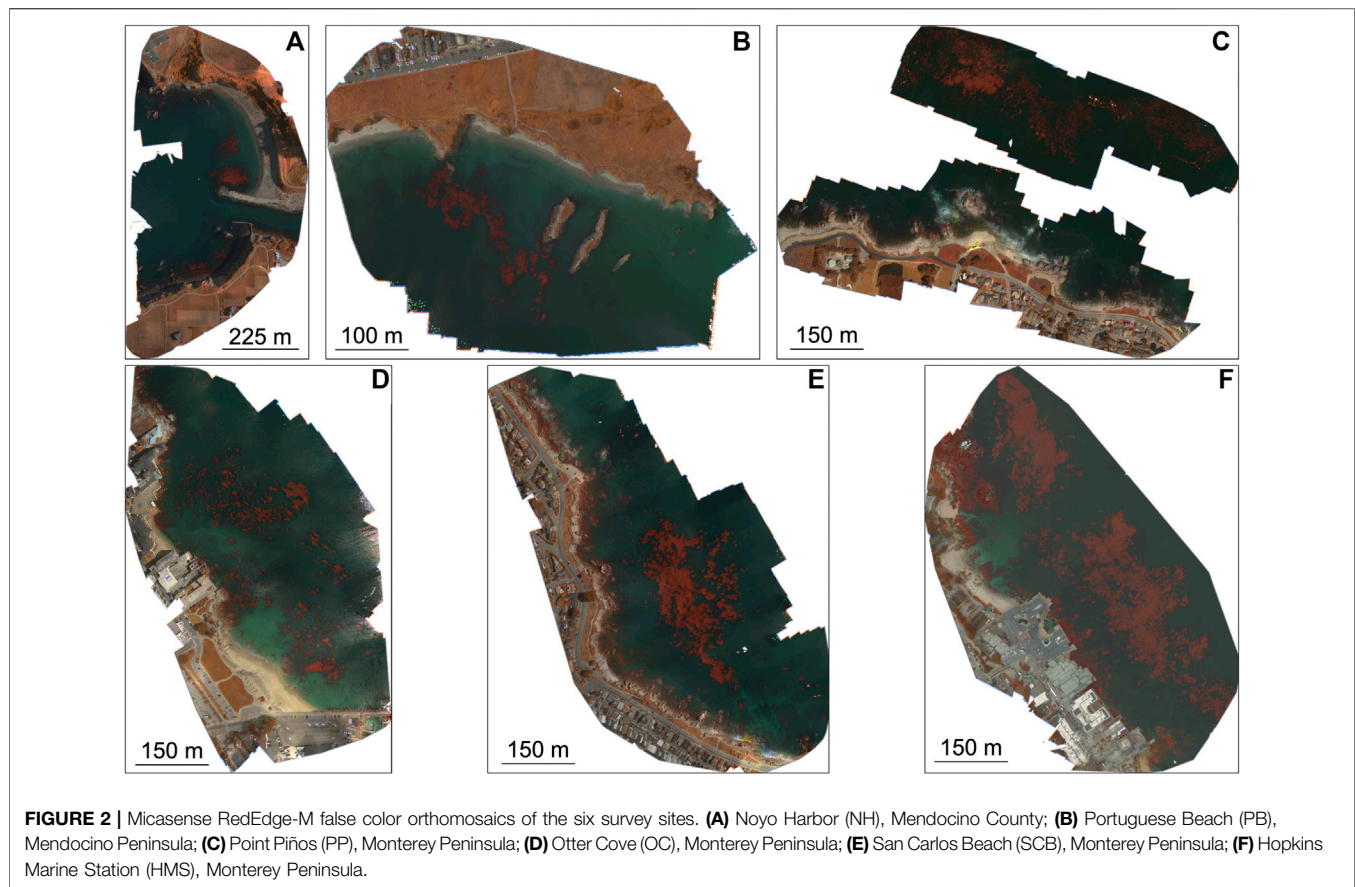 A
B
C
225 m
100 m
150 m
D
E
F
150 m
150 m
150 m
FIGURE 2 | Micasense RedEdge-M false color orthomosaics of the six survey sites. (A) Noyo Harbor (NH), Mendocino County; (B) Portuguese Beach (PB),
Mendocino Peninsula; (C) Point Piños (PP), Monterey Peninsula; (D) Otter Cove (OC), Monterey Peninsula; (E) San Carlos Beach (SCB), Monterey Peninsula; (F) Hopkins
Marine Station (HMS), Monterey Peninsula.